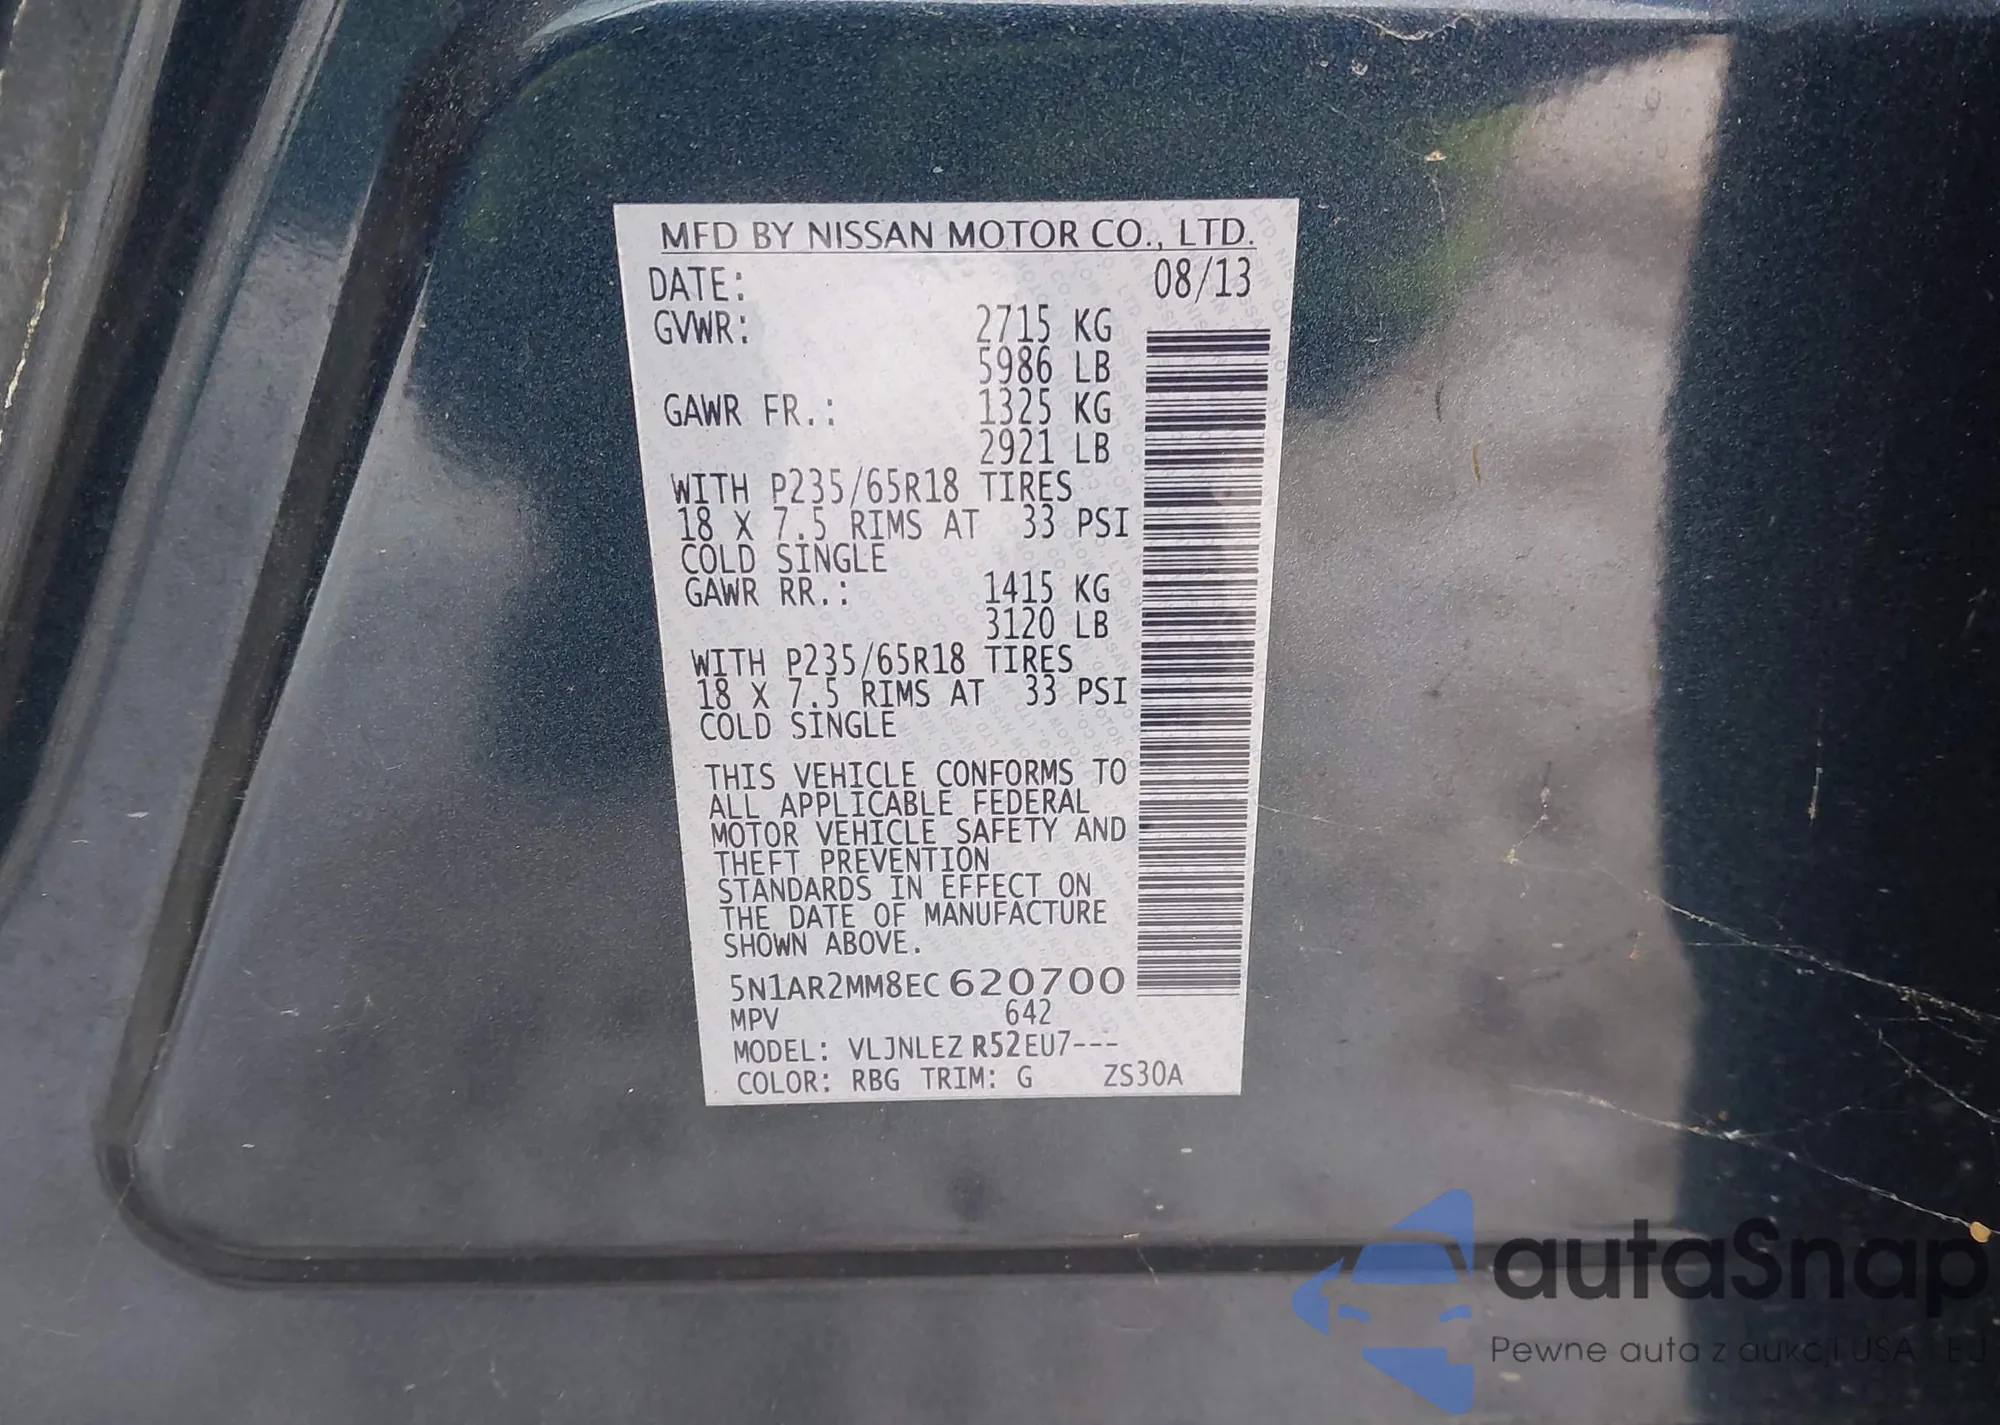 MFD BY NISSAN MOTOR CO., LTD.
DATE: 08/13
GVWR: 2715 KG
5986 LB
GAWR FR.: 1325 KG
2921 LB
WITH P235/65R18 TIRES
18 X 7.5 RIMS AT 33 PSI
COLD SINGLE
GAWR RR.: 1415 KG
3120 LB
WITH P235/65R18 TIRES
18 X 7.5 RIMS AT 33 PSI
COLD SINGLE
THIS VEHICLE CONFORMS TO
ALL APPLICABLE FEDERAL
MOTOR VEHICLE SAFETY AND
THEFT PREVENTION
STANDARDS IN EFFECT ON
THE DATE OF MANUFACTURE
SHOWN ABOVE.
5N1AR2MM8EC620700
MPV 642
MODEL: VLJNLEZ R52EU7---
COLOR: RBG TRIM: G ZS30A
autaSnap
Pewne auta z aukcji USA i EU